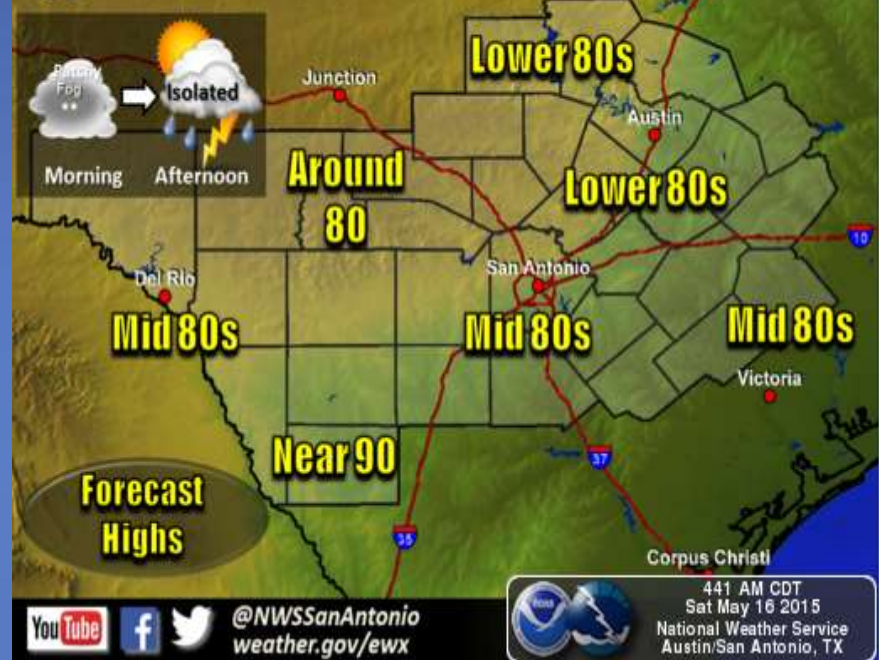 Patchy
Fog
Isolated
Morning
Afternoon
Junction
Lower 80s
Austin
Around
80
Lower 80s
10
San Antonio
Del Rio
Mid 80s
Mid 80s
Mid 80s
Victoria
Near 90
37
Forecast
Highs
35
Corpus Christi
YouTube
f
@NWSSanAntonio
weather.gov/ewx
NOAA
441 AM CDT
Sat May 16 2015
National Weather Service
Austin/San Antonio, TX